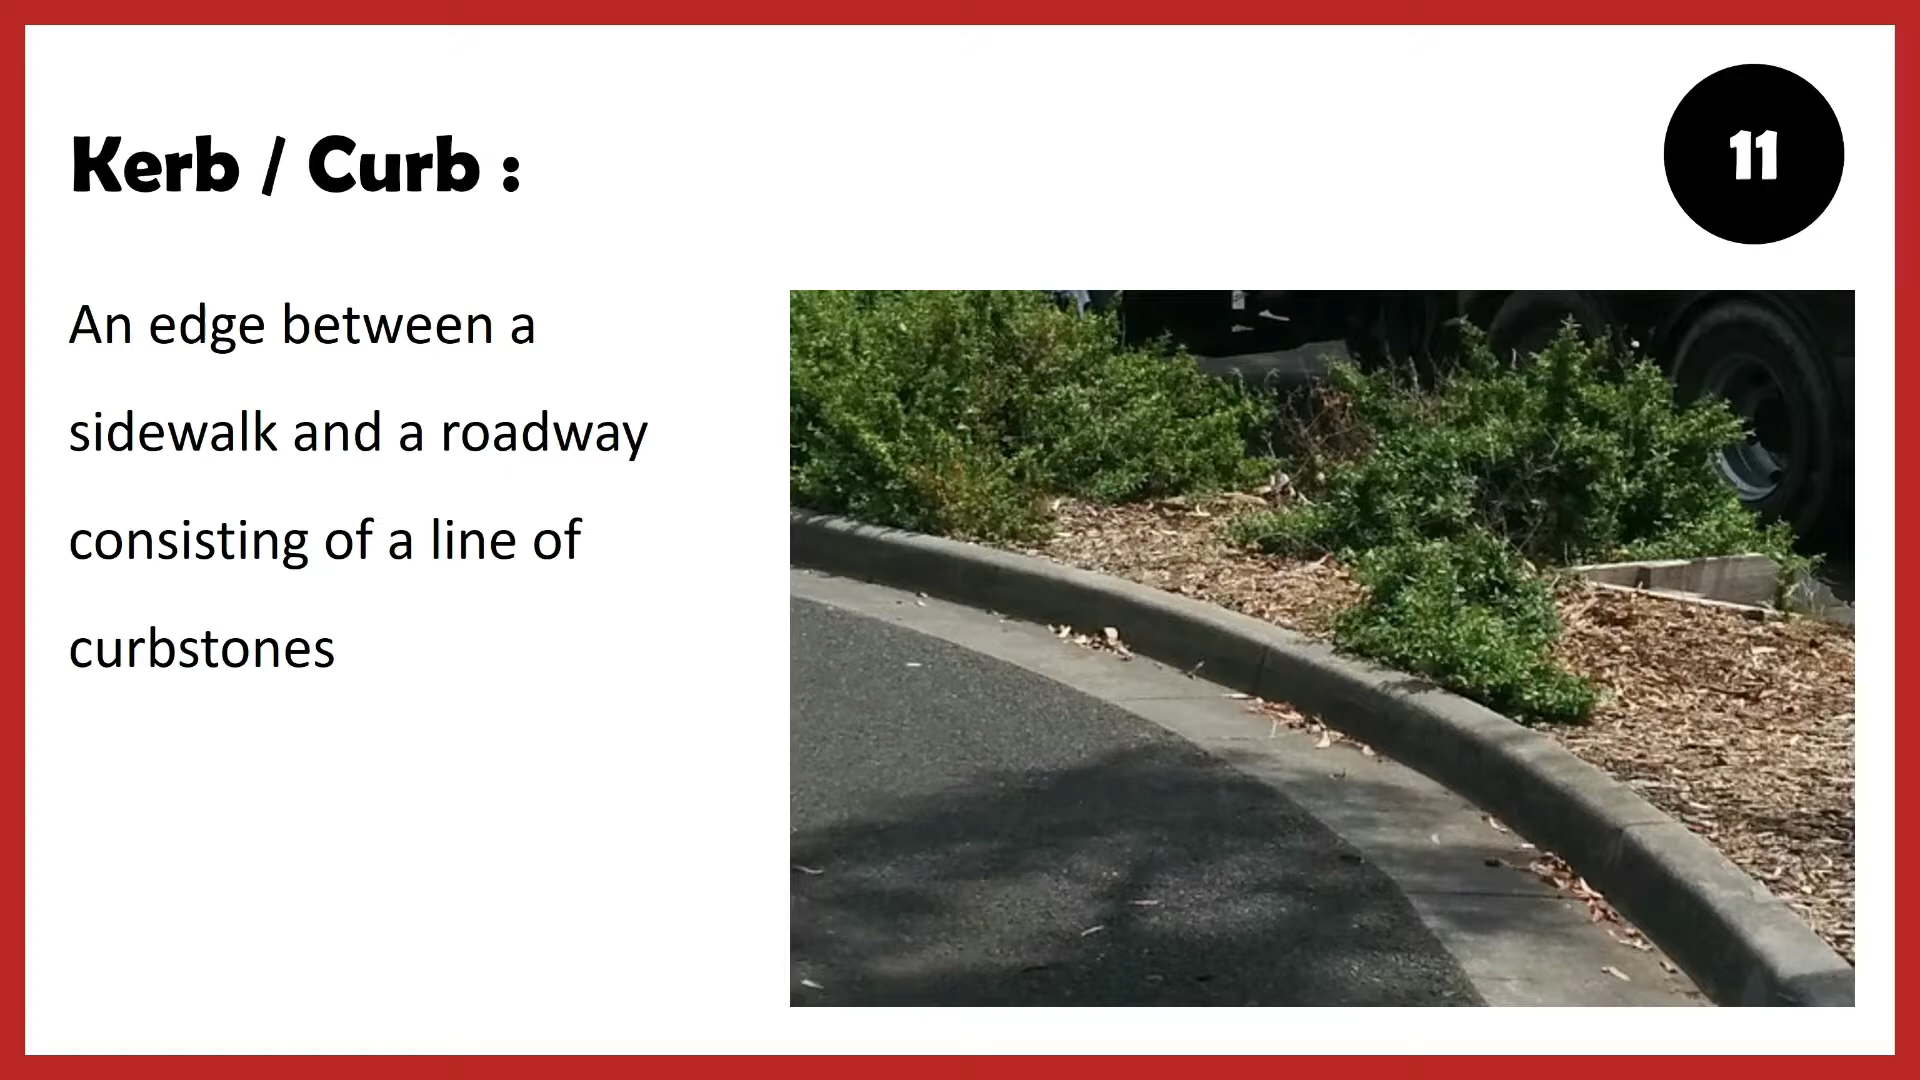 Kerb / Curb :
11
An edge between a
sidewalk and a roadway
consisting of a line of
curbstones